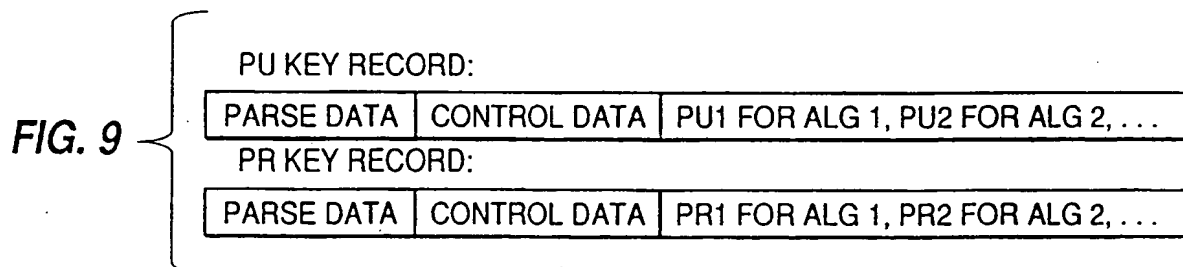 FIG. 9
PU KEY RECORD:
PARSE DATA CONTROL DATA PU1 FOR ALG 1, PU2 FOR ALG 2, . . .
PR KEY RECORD:
PARSE DATA CONTROL DATA PR1 FOR ALG 1, PR2 FOR ALG 2, . . .